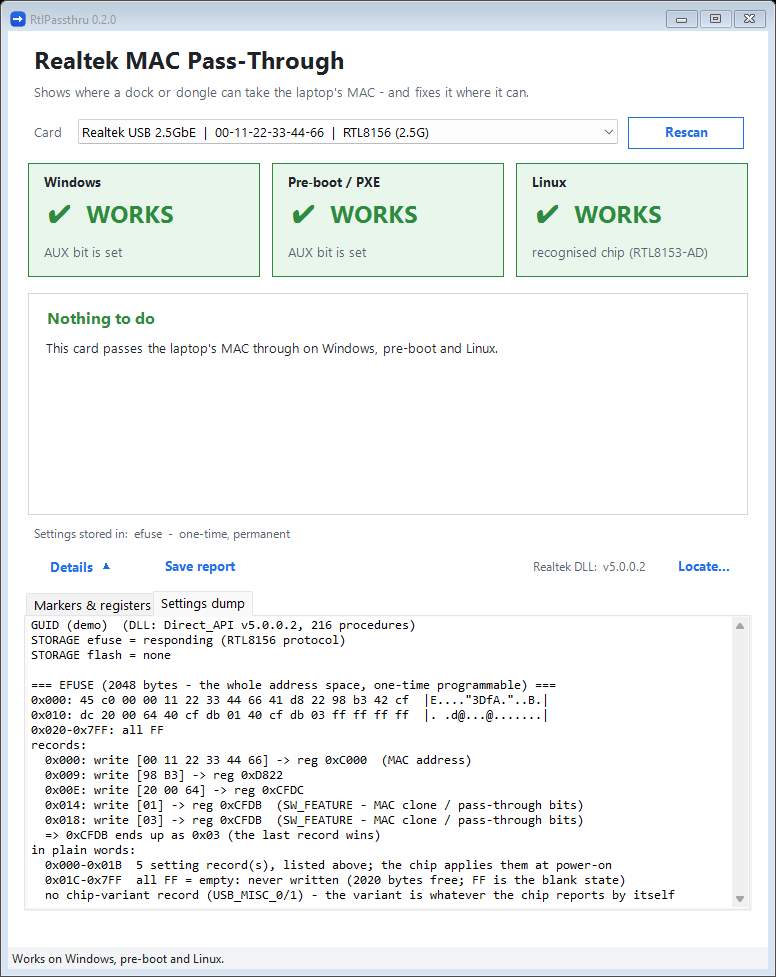 RtlPassthru 0.2.0
Realtek MAC Pass-Through
Shows where a dock or dongle can take the laptop's MAC - and fixes it where it can.
Card Realtek USB 2.5GbE | 00-11-22-33-44-66 | RTL8156 (2.5G) Rescan
Windows
✔ WORKS
AUX bit is set
Pre-boot / PXE
✔ WORKS
AUX bit is set
Linux
✔ WORKS
recognised chip (RTL8153-AD)
Nothing to do
This card passes the laptop's MAC through on Windows, pre-boot and Linux.
Settings stored in: efuse - one-time, permanent
Details ▲ Save report Realtek DLL: v5.0.0.2 Locate...
Markers & registers Settings dump
GUID (demo) (DLL: Direct_API v5.0.0.2, 216 procedures)
STORAGE efuse = responding (RTL8156 protocol)
STORAGE flash = none
=== EFUSE (2048 bytes - the whole address space, one-time programmable) ===
0x000: 45 c0 00 00 11 22 33 44 66 41 d8 22 98 b3 42 cf |E...."3DfA."..B.|
0x010: dc 20 00 64 40 cf db 01 40 cf db 03 ff ff ff ff |. .d@...@.......|
0x020-0x7FF: all FF
records:
0x000: write [00 11 22 33 44 66] -> reg 0xC000 (MAC address)
0x009: write [98 B3] -> reg 0xD822
0x00E: write [20 00 64] -> reg 0xCFDC
0x014: write [01] -> reg 0xCFDB (SW_FEATURE - MAC clone / pass-through bits)
0x018: write [03] -> reg 0xCFDB (SW_FEATURE - MAC clone / pass-through bits)
=> 0xCFDB ends up as 0x03 (the last record wins)
in plain words:
0x000-0x01B 5 setting record(s), listed above; the chip applies them at power-on
0x01C-0x7FF all FF = empty: never written (2020 bytes free; FF is the blank state)
no chip-variant record (USB_MISC_0/1) - the variant is whatever the chip reports by itself
Works on Windows, pre-boot and Linux.